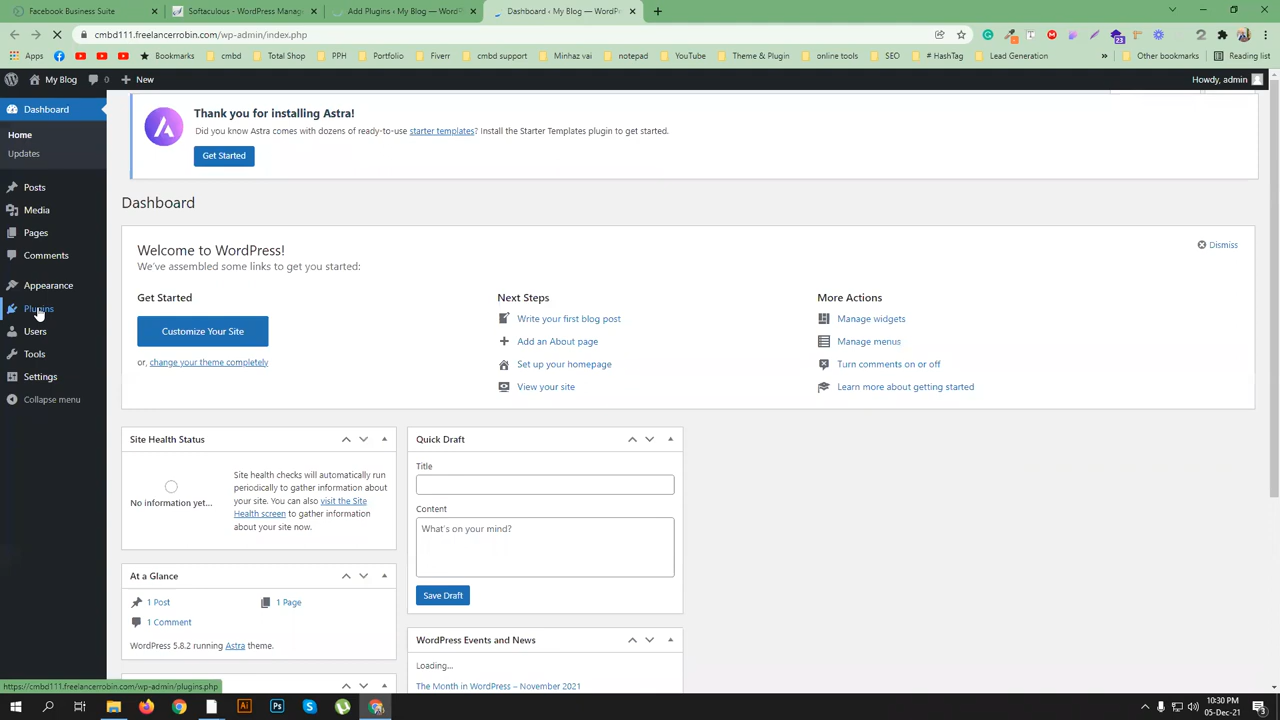 Facebook Business Suite
Softaculous - WordPress Manage
Add Plugins ‹ My Blog — WordPre
Dashboard ‹ My Blog — WordPres
cmbd111.freelancerrobin.com/wp-admin/index.php
Apps
Bookmarks
cmbd
Total Shop
PPH
Portfolio
Fiverr
cmbd support
Minhaz vai
notepad
YouTube
Theme & Plugin
online tools
SEO
# HashTag
Lead Generation
»
Other bookmarks
Reading list
My Blog
0
New
Howdy, admin
Dashboard
Home
Updates
Posts
Media
Pages
Comments
Appearance
Plugins
Users
Tools
Settings
Collapse menu
Thank you for installing Astra!
Did you know Astra comes with dozens of ready-to-use starter templates? Install the Starter Templates plugin to get started.
Get Started
Dashboard
Welcome to WordPress!
We've assembled some links to get you started:
Dismiss
Get Started
Customize Your Site
or, change your theme completely
Next Steps
Write your first blog post
Add an About page
Set up your homepage
View your site
More Actions
Manage widgets
Manage menus
Turn comments on or off
Learn more about getting started
Site Health Status
No information yet...
Site health checks will automatically run
periodically to gather information about
your site. You can also visit the Site
Health screen to gather information
about your site now.
At a Glance
1 Post
1 Page
1 Comment
WordPress 5.8.2 running Astra theme.
Quick Draft
Title
Content
What's on your mind?
Save Draft
WordPress Events and News
Loading...
The Month in WordPress – November 2021
https://cmbd111.freelancerrobin.com/wp-admin/plugins.php
10:30 PM
05-Dec-21
3